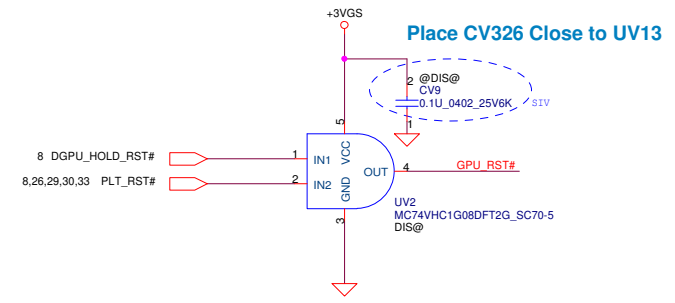 +3VGS
Place CV326 Close to UV13
2
@DIS@
CV9
0.1U_0402_25V6K
SIV
1
5
8 DGPU_HOLD_RST#
1
IN1
VCC
OUT
4
GPU_RST#
8,26,29,30,33 PLT_RST#
2
IN2
GND
3
UV2
MC74VHC1G08DFT2G_SC70-5
DIS@